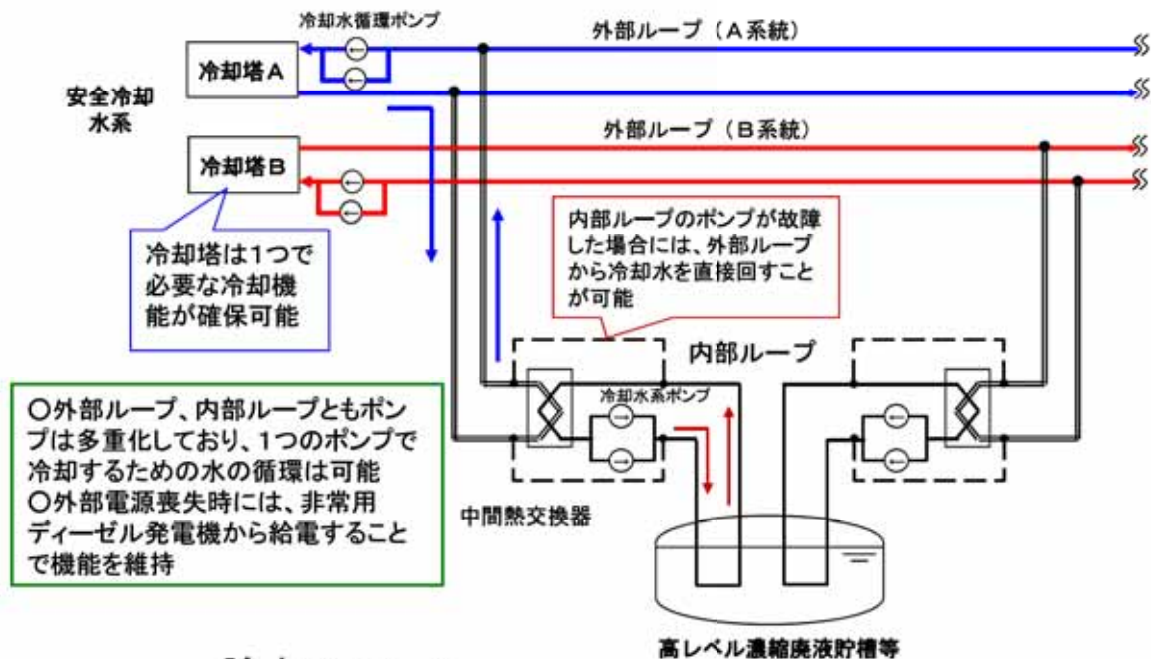 冷却水循環ポンプ
外部ループ（A系統）
冷却塔A
安全冷却
水系
外部ループ（B系統）
冷却塔B
冷却塔は１つで
必要な冷却機
能が確保可能
内部ループのポンプが故障
した場合には、外部ループ
から冷却水を直接回すこと
が可能
内部ループ
冷却水系ポンプ
〇外部ループ、内部ループともポン
プは多重化しており、１つのポンプで
冷却するための水の循環は可能
〇外部電源喪失時には、非常用
ディーゼル発電機から給電すること
で機能を維持
中間熱交換器
高レベル濃縮廃液貯槽等